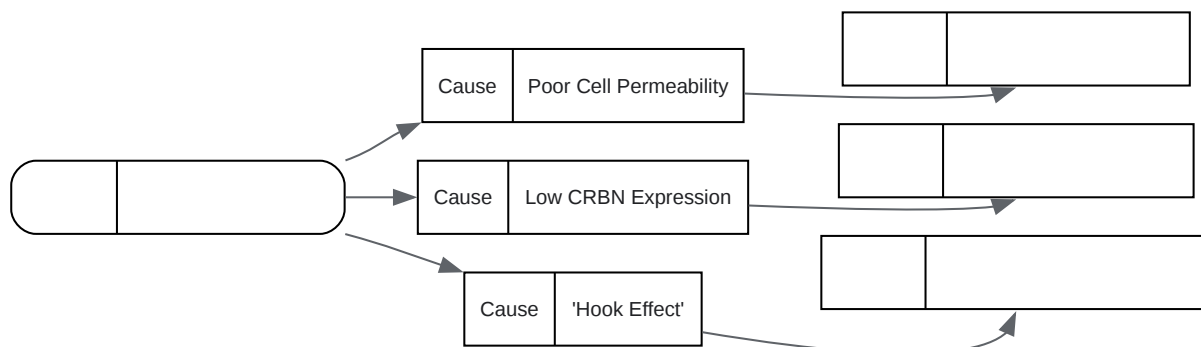 Cause Poor Cell Permeability
Cause Low CRBN Expression
Cause 'Hook Effect'